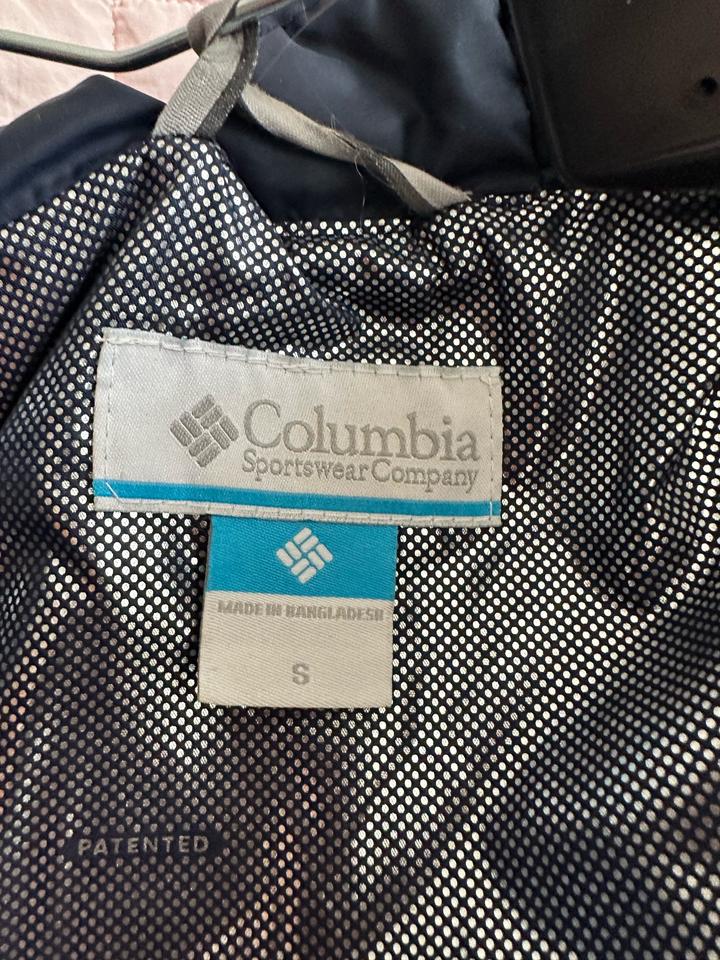 Columbia
Sportswear Company
MADE IN BANGLADESH
S
PATENTED